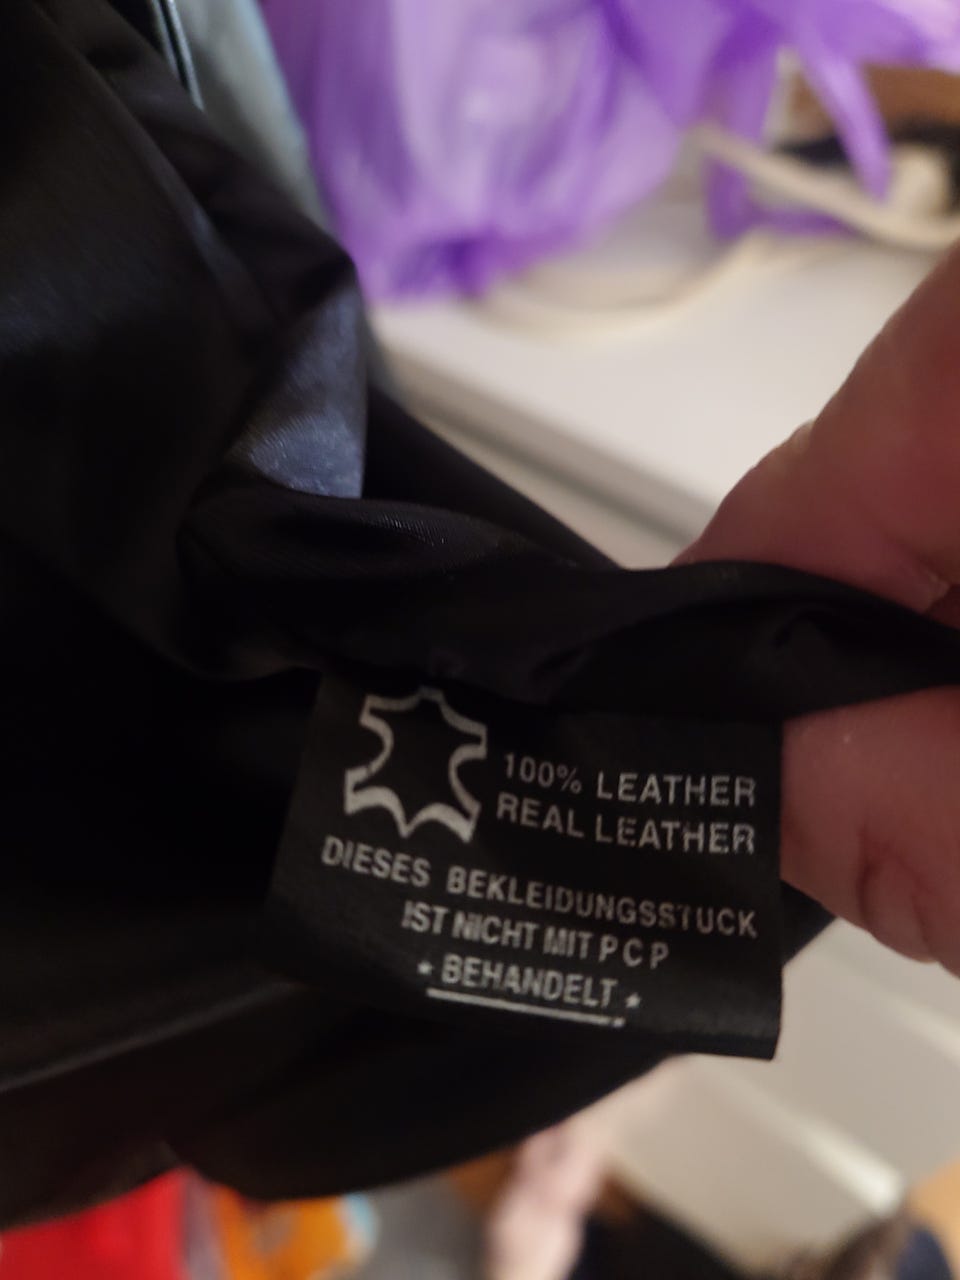 100% LEATHER
REAL LEATHER
DIESES BEKLEIDUNGSSTUCK
IST NICHT MIT P C P
* BEHANDELT *